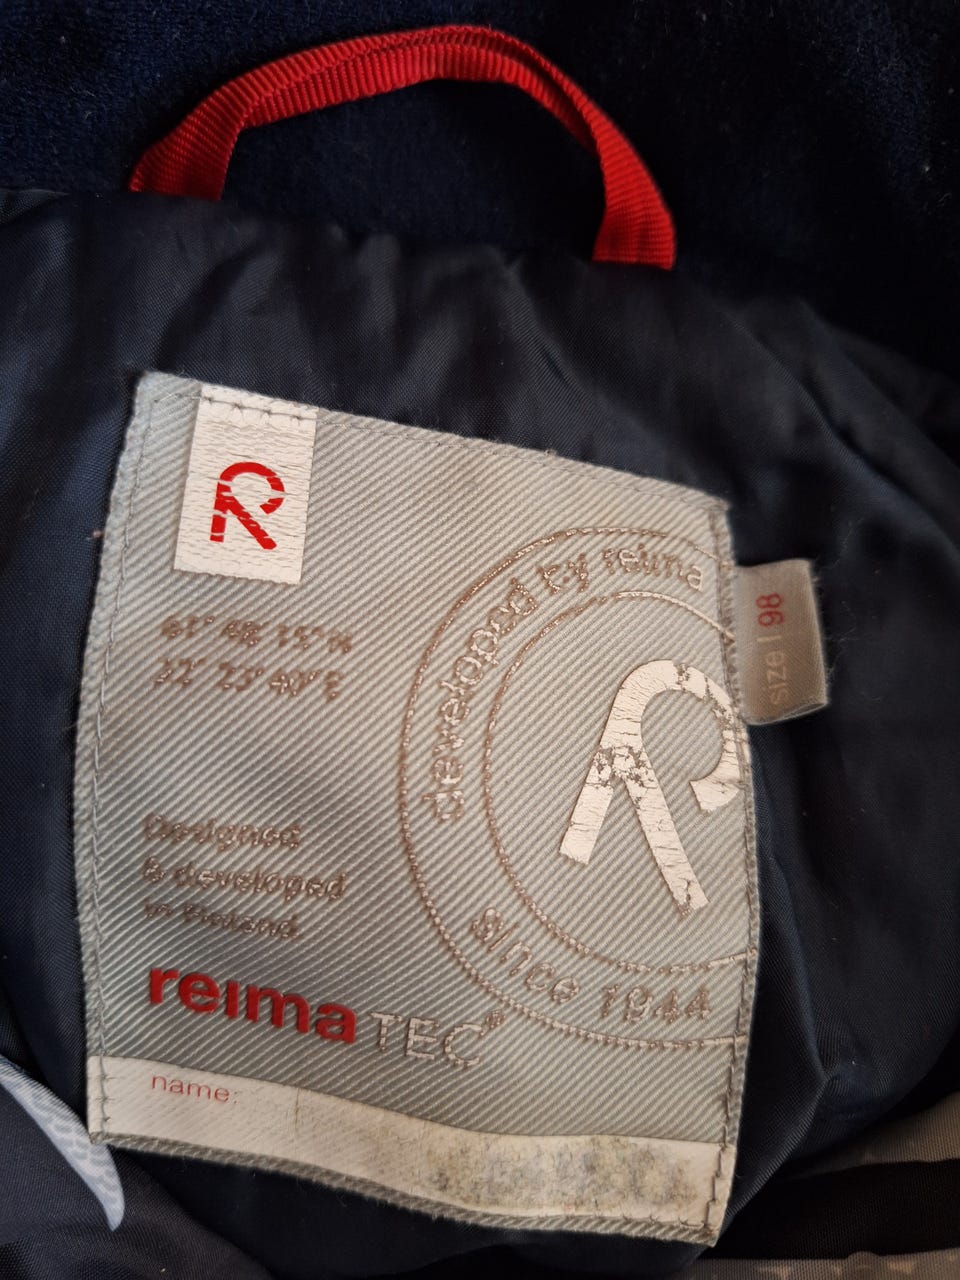 R
61° 48' 15" N
22° 23' 40" E
Designed
& developed
in Finland
reima TEC®
name:
developed by reima
R
since 1944
size | 98